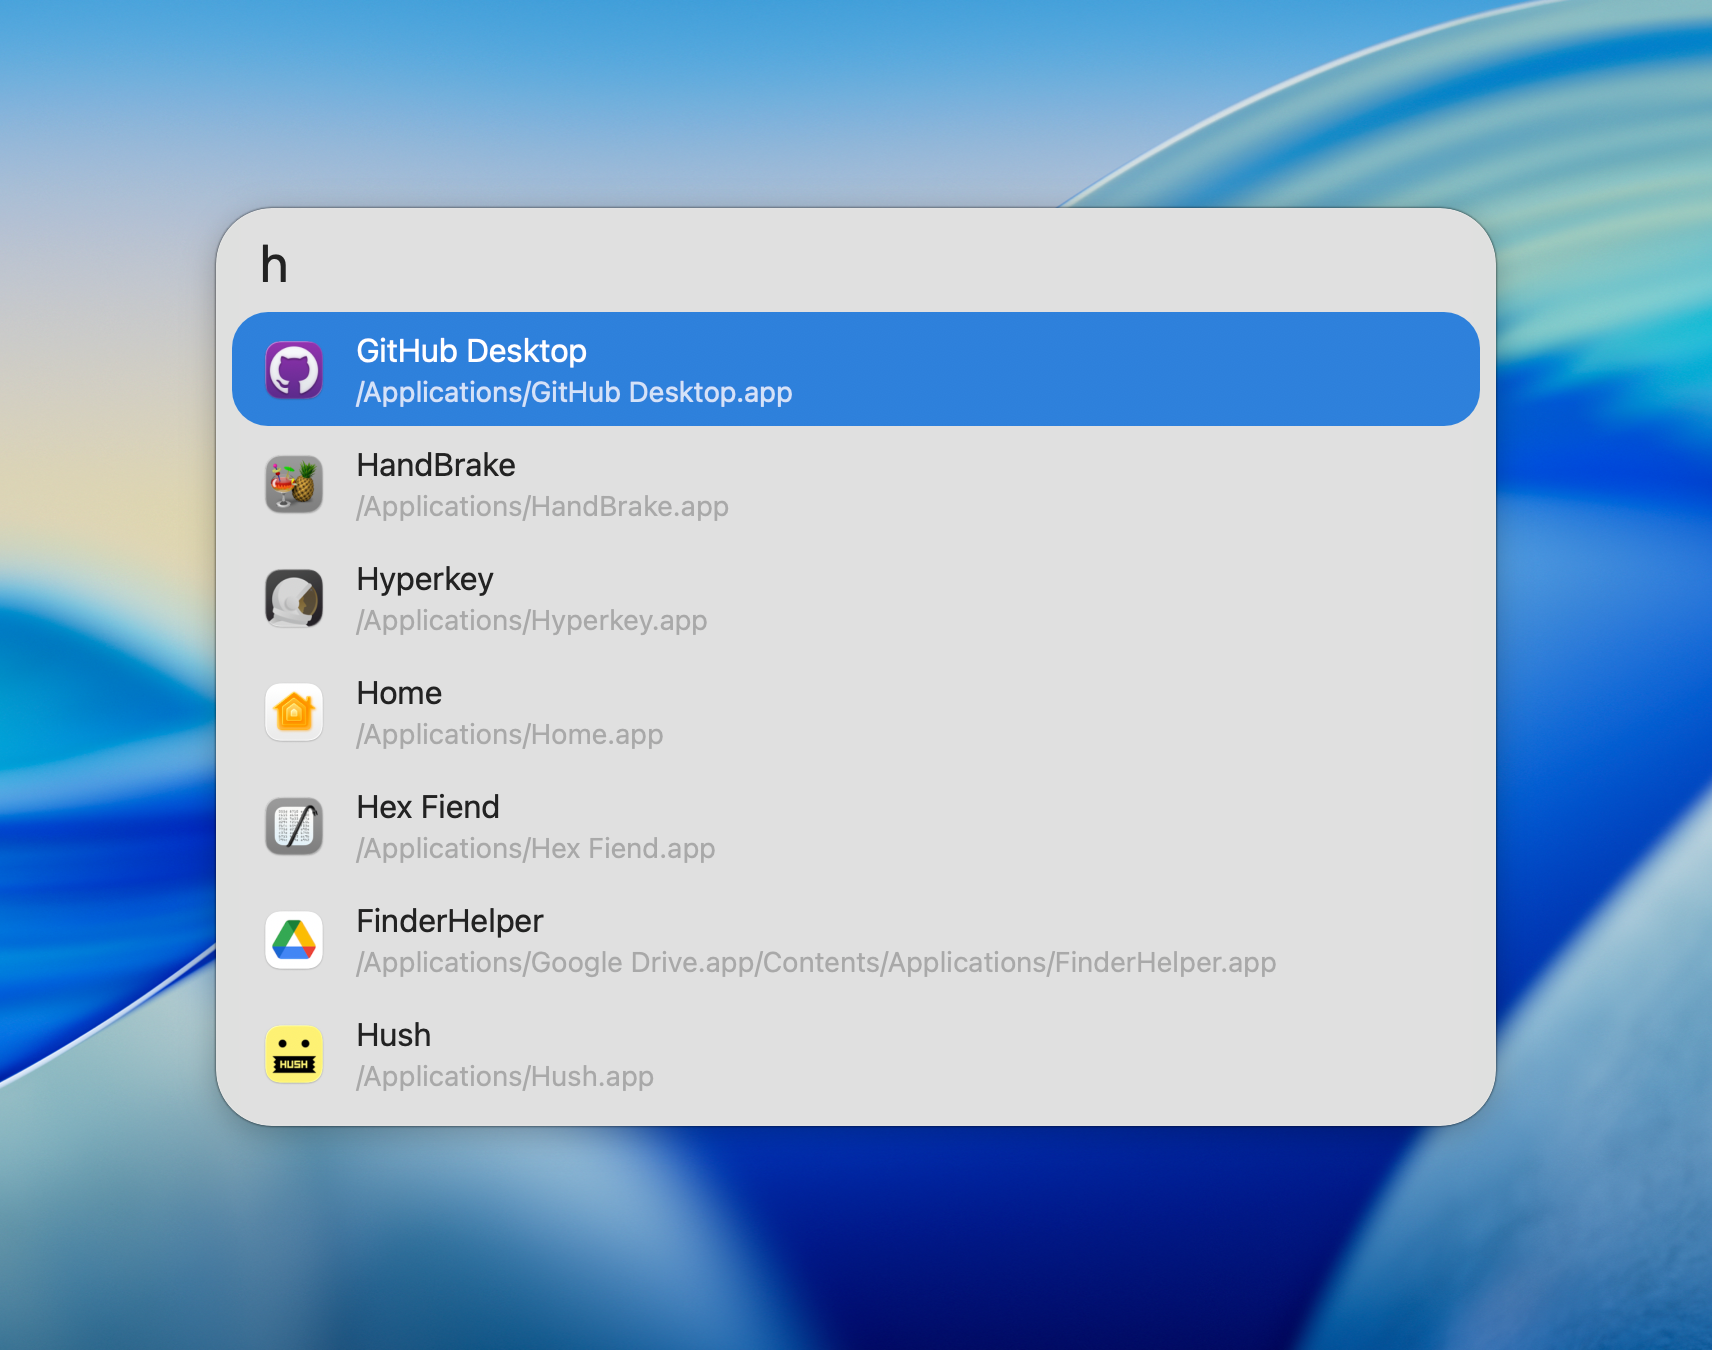 h
GitHub Desktop
/Applications/GitHub Desktop.app
HandBrake
/Applications/HandBrake.app
Hyperkey
/Applications/Hyperkey.app
Home
/Applications/Home.app
Hex Fiend
/Applications/Hex Fiend.app
FinderHelper
/Applications/Google Drive.app/Contents/Applications/FinderHelper.app
Hush
/Applications/Hush.app
HUSH